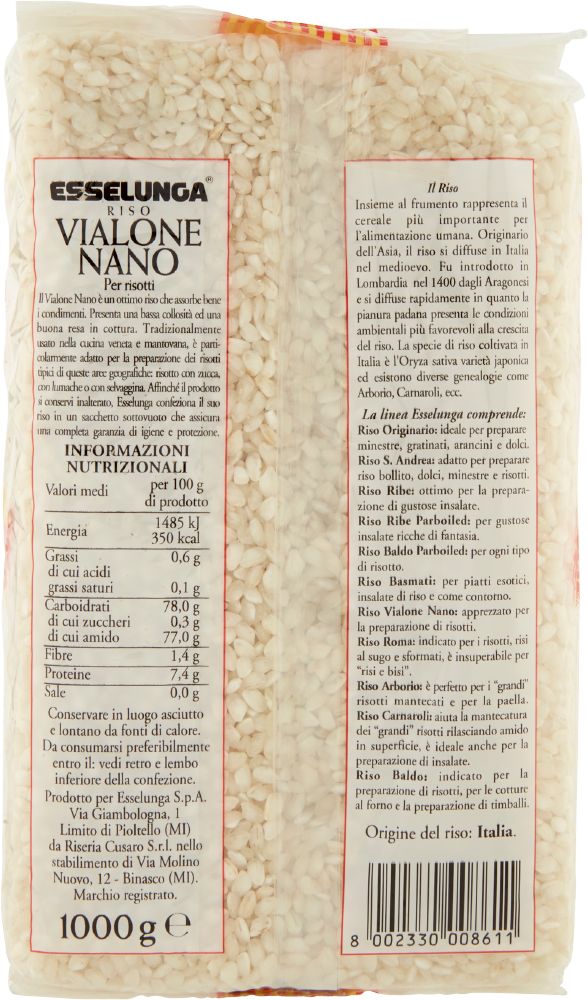 ESSELUNGA®
RISO
VIALONE
NANO
Per risotti
Il Vialone Nano è un ottimo riso che assorbe bene
i condimenti. Presenta una bassa collosità ed una
buona resa in cottura. Tradizionalmente
usato nella cucina veneta e mantovana, è parti-
colarmente adatto per la preparazione dei risotti
tipici di queste aree geografiche: risotto con zucca,
con lumache o con selvaggina. Affinché il prodotto
si conservi inalterato, Esselunga confeziona il suo
riso in un sacchetto sottovuoto che assicura
una completa garanzia di igiene e protezione.
INFORMAZIONI
NUTRIZIONALI
Valori medi per 100 g
di prodotto
Energia 1485 kJ
350 kcal
Grassi 0,6 g
di cui acidi
grassi saturi 0,1 g
Carboidrati 78,0 g
di cui zuccheri 0,3 g
di cui amido 77,0 g
Fibre 1,4 g
Proteine 7,4 g
Sale 0,0 g
Conservare in luogo asciutto
e lontano da fonti di calore.
Da consumarsi preferibilmente
entro il: vedi retro e lembo
inferiore della confezione.
Prodotto per Esselunga S.p.A.
Via Giambologna, 1
Limito di Pioltello (MI)
da Riseria Cusaro S.r.l. nello
stabilimento di Via Molino
Nuovo, 12 - Binasco (MI).
Marchio registrato.
1000 g e
Il Riso
Insieme al frumento rappresenta il
cereale più importante per
l'alimentazione umana. Originario
dell'Asia, il riso si diffuse in Italia
nel medioevo. Fu introdotto in
Lombardia nel 1400 dagli Aragonesi
e si diffuse rapidamente in quanto la
pianura padana presenta le condizioni
ambientali più favorevoli alla crescita
del riso. La specie di riso coltivata in
Italia è l'Oryza sativa varietà japonica
ed esistono diverse genealogie come
Arborio, Carnaroli, ecc.
La linea Esselunga comprende:
Riso Originario: ideale per preparare
minestre, gratinati, arancini e dolci.
Riso S. Andrea: adatto per preparare
riso bollito, dolci, minestre e risotti.
Riso Ribe: ottimo per la prepara-
zione di gustose insalate.
Riso Ribe Parboiled: per gustose
insalate ricche di fantasia.
Riso Baldo Parboiled: per ogni tipo
di risotto.
Riso Basmati: per piatti esotici,
insalate di riso e come contorno.
Riso Vialone Nano: apprezzato per
la preparazione di risotti.
Riso Roma: indicato per i risotti, risi
al sugo e sformati, è insuperabile per
"risi e bisi".
Riso Arborio: è perfetto per i "grandi"
risotti mantecati e per la paella.
Riso Carnaroli: aiuta la mantecatura
dei "grandi" risotti rilasciando amido
in superficie, è ideale anche per la
preparazione di insalate.
Riso Baldo: indicato per la
preparazione di risotti, per le cotture
al forno e la preparazione di timballi.
Origine del riso: Italia.
8 002330 008611